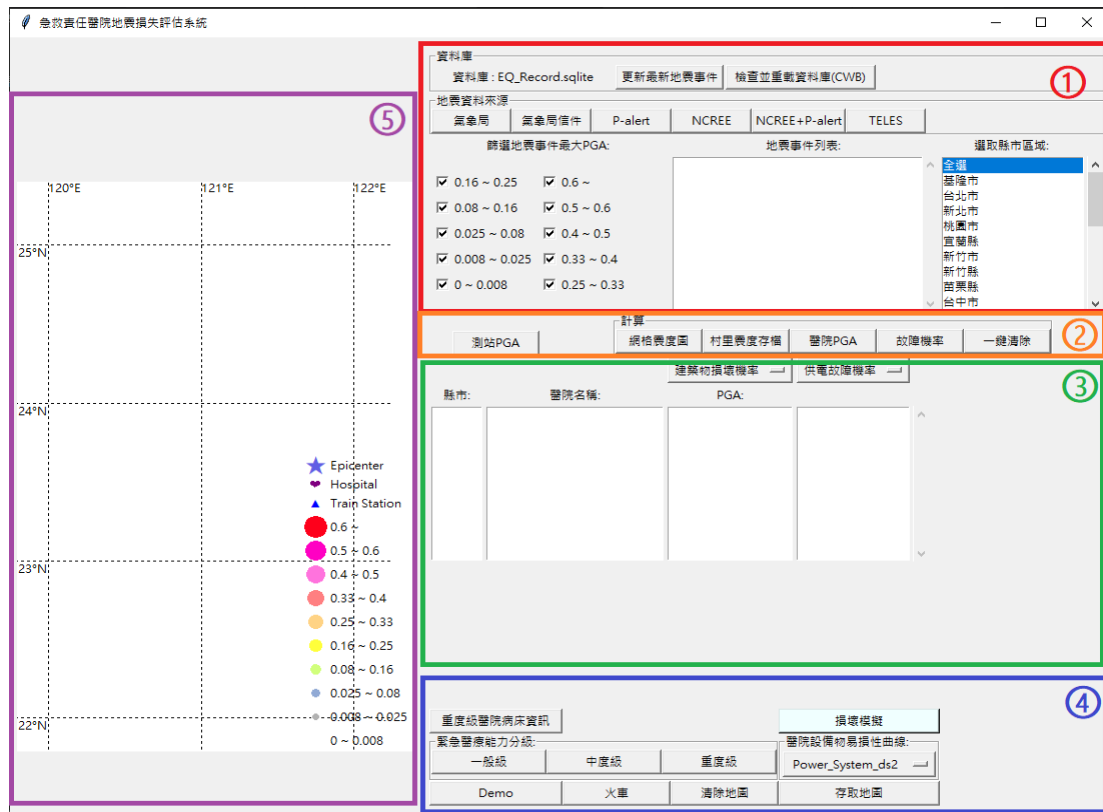 急救責任醫院地震損失評估系統
資料庫
資料庫 : EQ_Record.sqlite 更新最新地震事件 檢查並重載資料庫(CWB)
①
地震資料來源
氣象局 氣象局信件 P-alert NCREE NCREE+P-alert TELES
篩選地震事件最大PGA: 地震事件列表: 選取縣市區域:
0.16 ~ 0.25 0.6 ~
0.08 ~ 0.16 0.5 ~ 0.6
0.025 ~ 0.08 0.4 ~ 0.5
0.008 ~ 0.025 0.33 ~ 0.4
0 ~ 0.008 0.25 ~ 0.33
全選
基隆市
台北市
新北市
桃園市
宜蘭縣
新竹市
新竹縣
苗栗縣
台中市
計算
測站PGA 網格震度圖 村里震度存檔 醫院PGA 故障機率 一鍵清除
②
建築物損壞機率 供電故障機率
③
縣市: 醫院名稱: PGA:
④
重度級醫院病床資訊 損壞模擬
緊急醫療能力分級: 醫院設備物易損性曲線:
一般級 中度級 重度級 Power_System_ds2
Demo 火車 清除地圖 存取地圖
⑤
120°E 121°E 122°E
25°N
24°N
23°N
22°N
Epicenter
Hospital
Train Station
0.6 ~
0.5 ~ 0.6
0.4 ~ 0.5
0.33 ~ 0.4
0.25 ~ 0.33
0.16 ~ 0.25
0.08 ~ 0.16
0.025 ~ 0.08
0.008 ~ 0.025
0 ~ 0.008